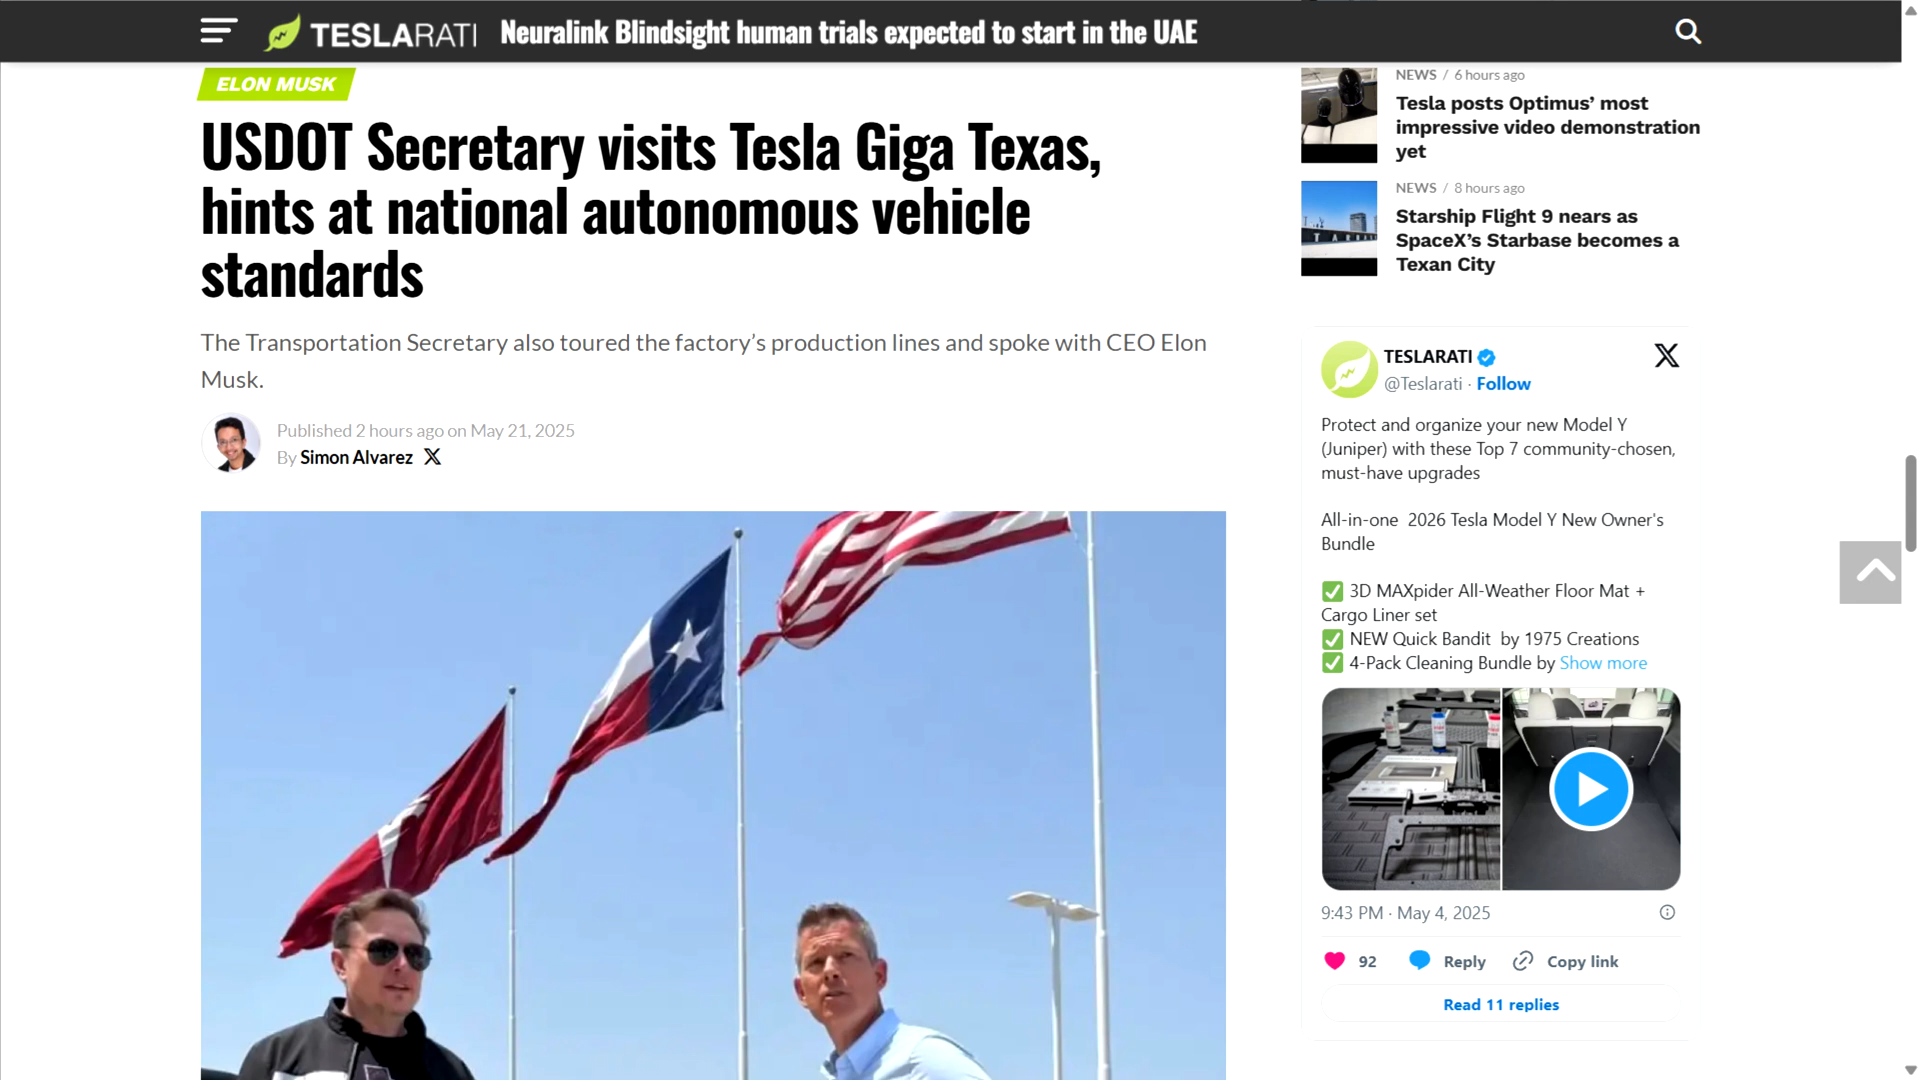 TESLARATI
Neuralink Blindsight human trials expected to start in the UAE
ELON MUSK
USDOT Secretary visits Tesla Giga Texas,
hints at national autonomous vehicle
standards
The Transportation Secretary also toured the factory’s production lines and spoke with CEO Elon
Musk.
Published 2 hours ago on May 21, 2025
By Simon Alvarez
NEWS / 6 hours ago
Tesla posts Optimus’ most
impressive video demonstration
yet
NEWS / 8 hours ago
Starship Flight 9 nears as
SpaceX’s Starbase becomes a
Texan City
TESLARATI
@Teslarati · Follow
Protect and organize your new Model Y
(Juniper) with these Top 7 community-chosen,
must-have upgrades
All-in-one 2026 Tesla Model Y New Owner's
Bundle
✅ 3D MAXpider All-Weather Floor Mat +
Cargo Liner set
✅ NEW Quick Bandit by 1975 Creations
✅ 4-Pack Cleaning Bundle by Show more
9:43 PM · May 4, 2025
92 Reply Copy link
Read 11 replies